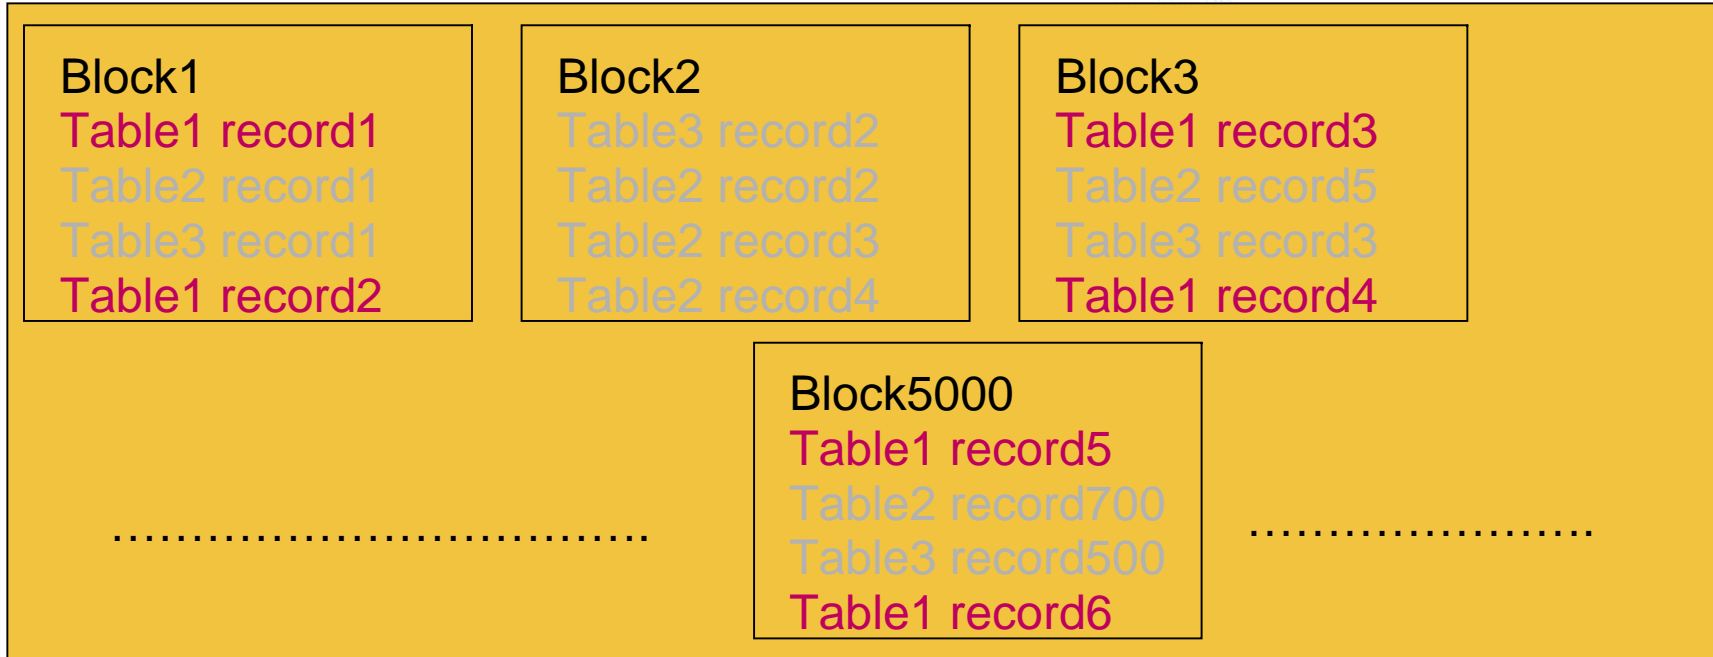 Block1
Table1 record1
Table2 record1
Table3 record1
Table1 record2
Block2
Table3 record2
Table2 record2
Table2 record3
Table2 record4
Block3
Table1 record3
Table2 record5
Table3 record3
Table1 record4
Block5000
Table1 record5
Table2 record700
Table3 record500
Table1 record6
……………………………….
………………….